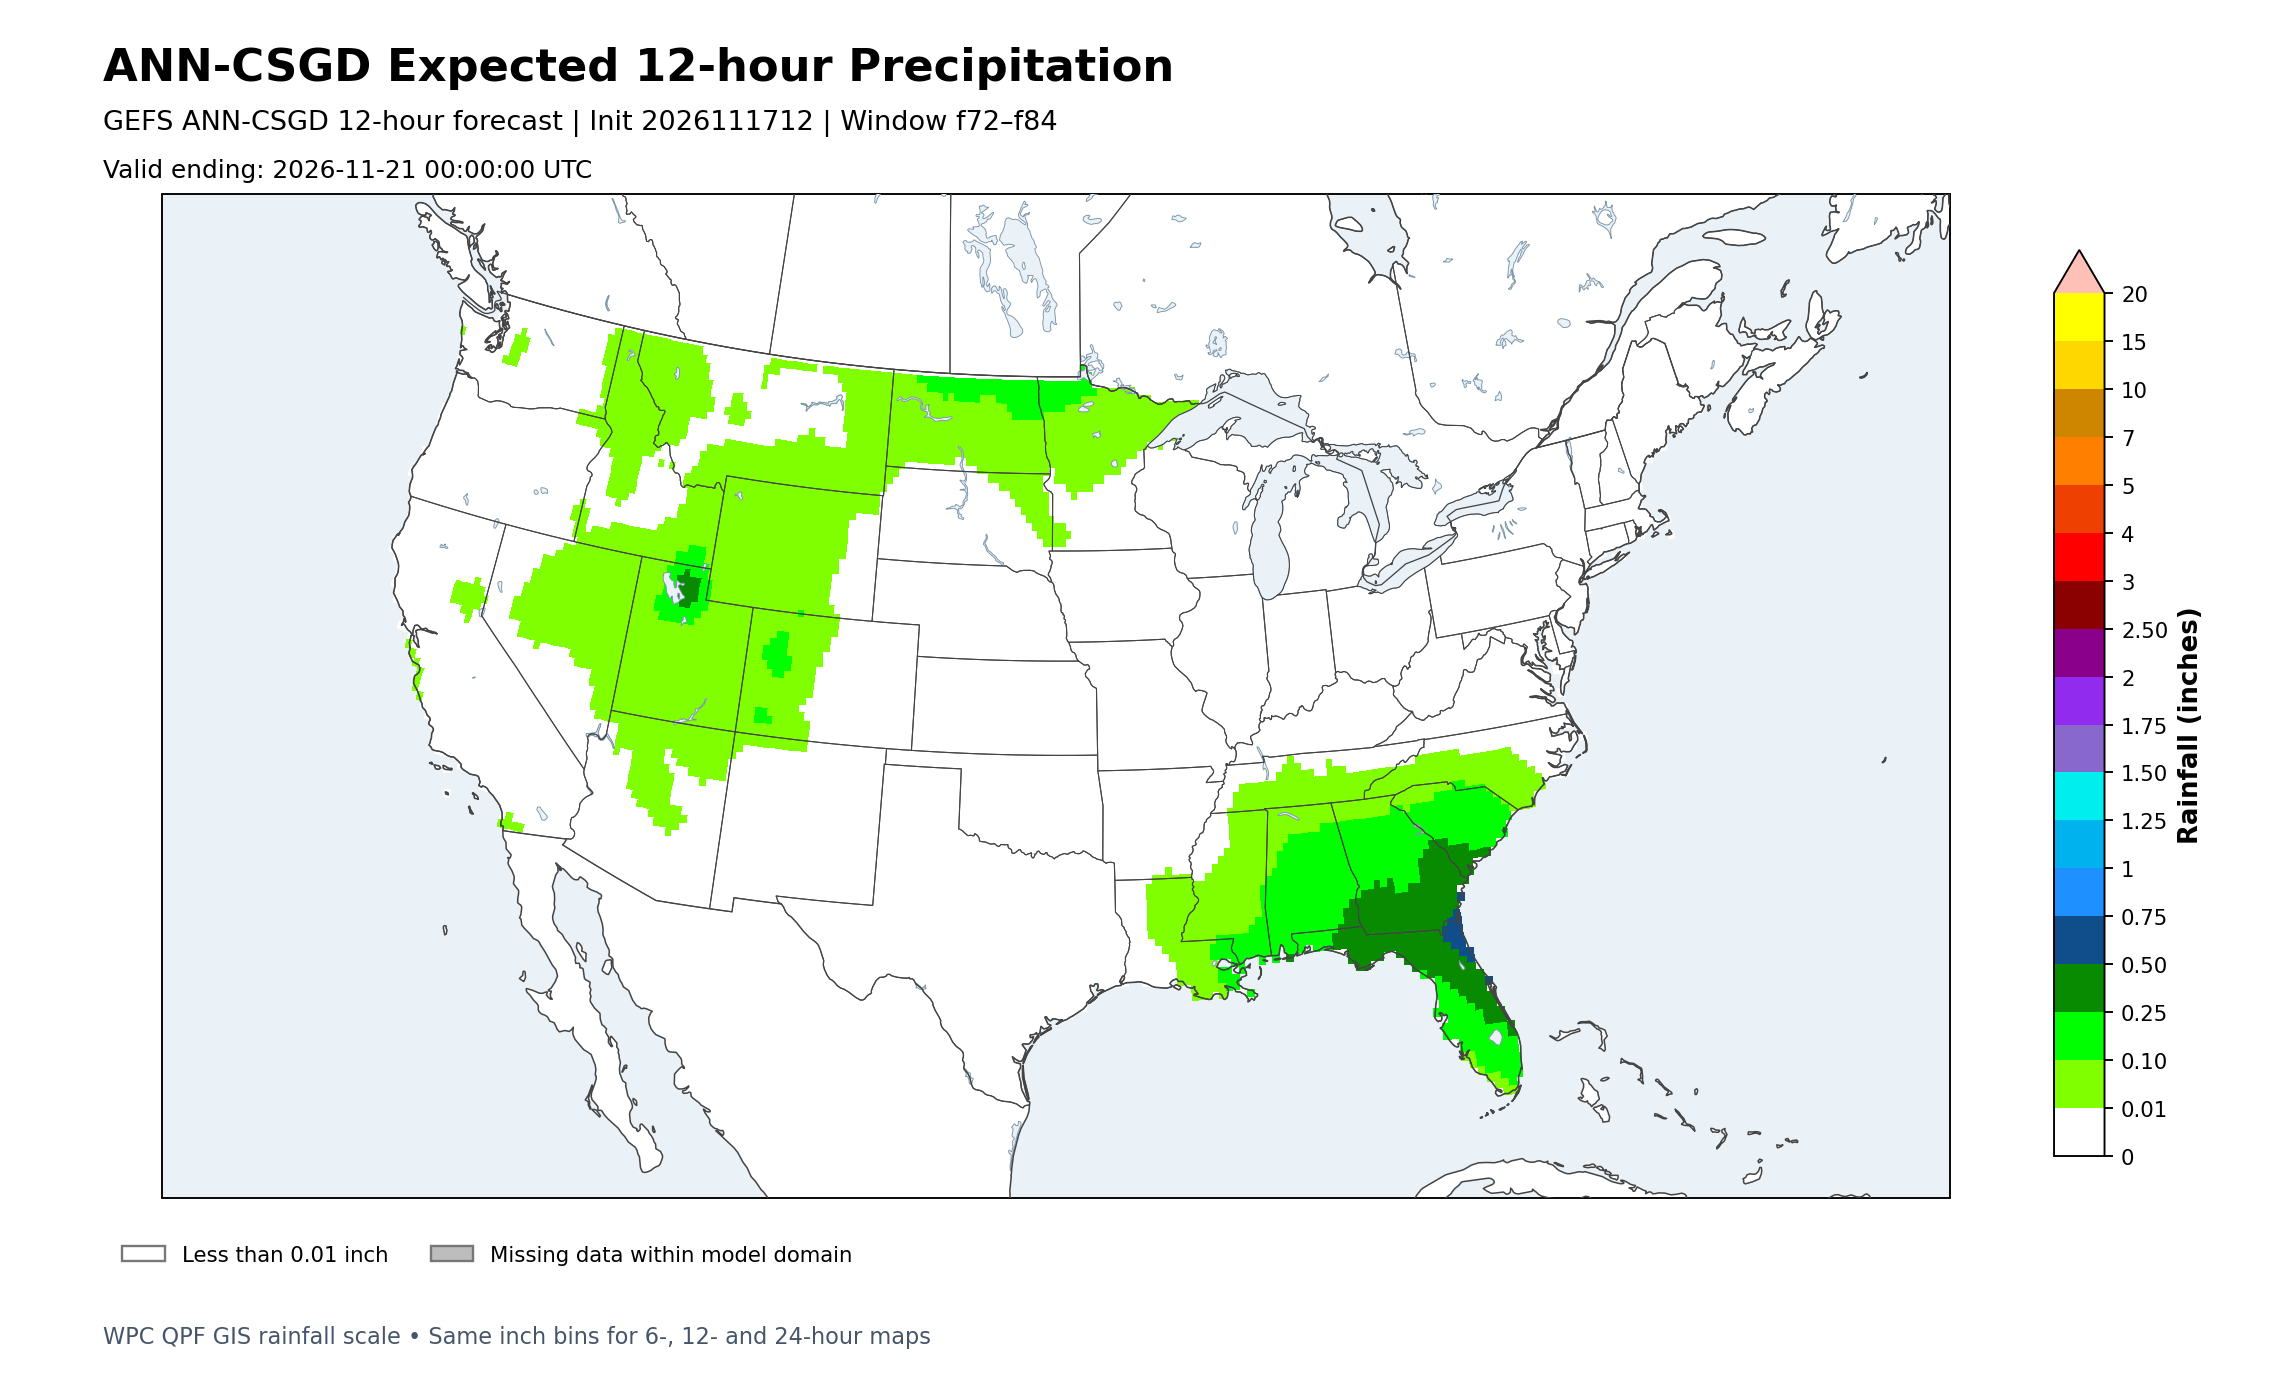 ANN-CSGD Expected 12-hour Precipitation
GEFS ANN-CSGD 12-hour forecast | Init 2026111712 | Window f72–f84
Valid ending: 2026-11-21 00:00:00 UTC
20
15
10
7
5
4
3
2.50
2
1.75
1.50
1.25
1
0.75
0.50
0.25
0.10
0.01
0
Rainfall (inches)
Less than 0.01 inch
Missing data within model domain
WPC QPF GIS rainfall scale • Same inch bins for 6-, 12- and 24-hour maps